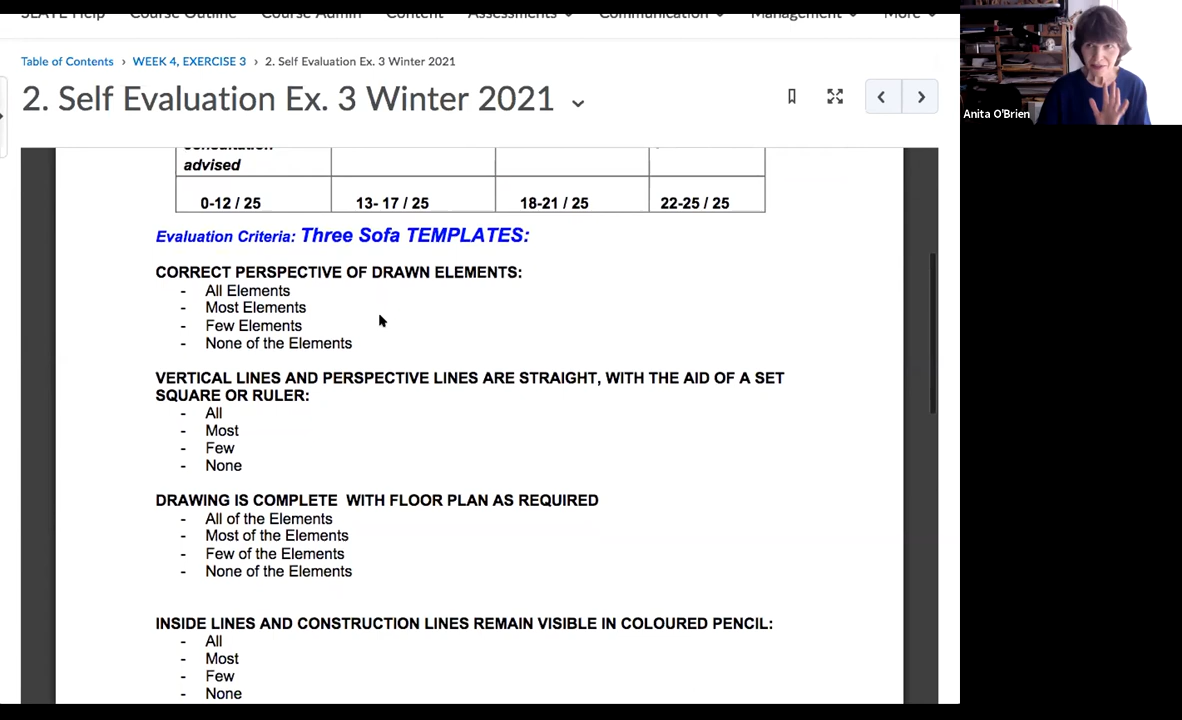 SLATE Help Course Outline Course Admin Content Assessments Communication Management More
Table of Contents › WEEK 4, EXERCISE 3 › 2. Self Evaluation Ex. 3 Winter 2021
2. Self Evaluation Ex. 3 Winter 2021
Anita O'Brien
consultation
advised
0-12 / 25 13- 17 / 25 18-21 / 25 22-25 / 25
Evaluation Criteria: Three Sofa TEMPLATES:
CORRECT PERSPECTIVE OF DRAWN ELEMENTS:
- All Elements
- Most Elements
- Few Elements
- None of the Elements
VERTICAL LINES AND PERSPECTIVE LINES ARE STRAIGHT, WITH THE AID OF A SET
SQUARE OR RULER:
- All
- Most
- Few
- None
DRAWING IS COMPLETE WITH FLOOR PLAN AS REQUIRED
- All of the Elements
- Most of the Elements
- Few of the Elements
- None of the Elements
INSIDE LINES AND CONSTRUCTION LINES REMAIN VISIBLE IN COLOURED PENCIL:
- All
- Most
- Few
- None